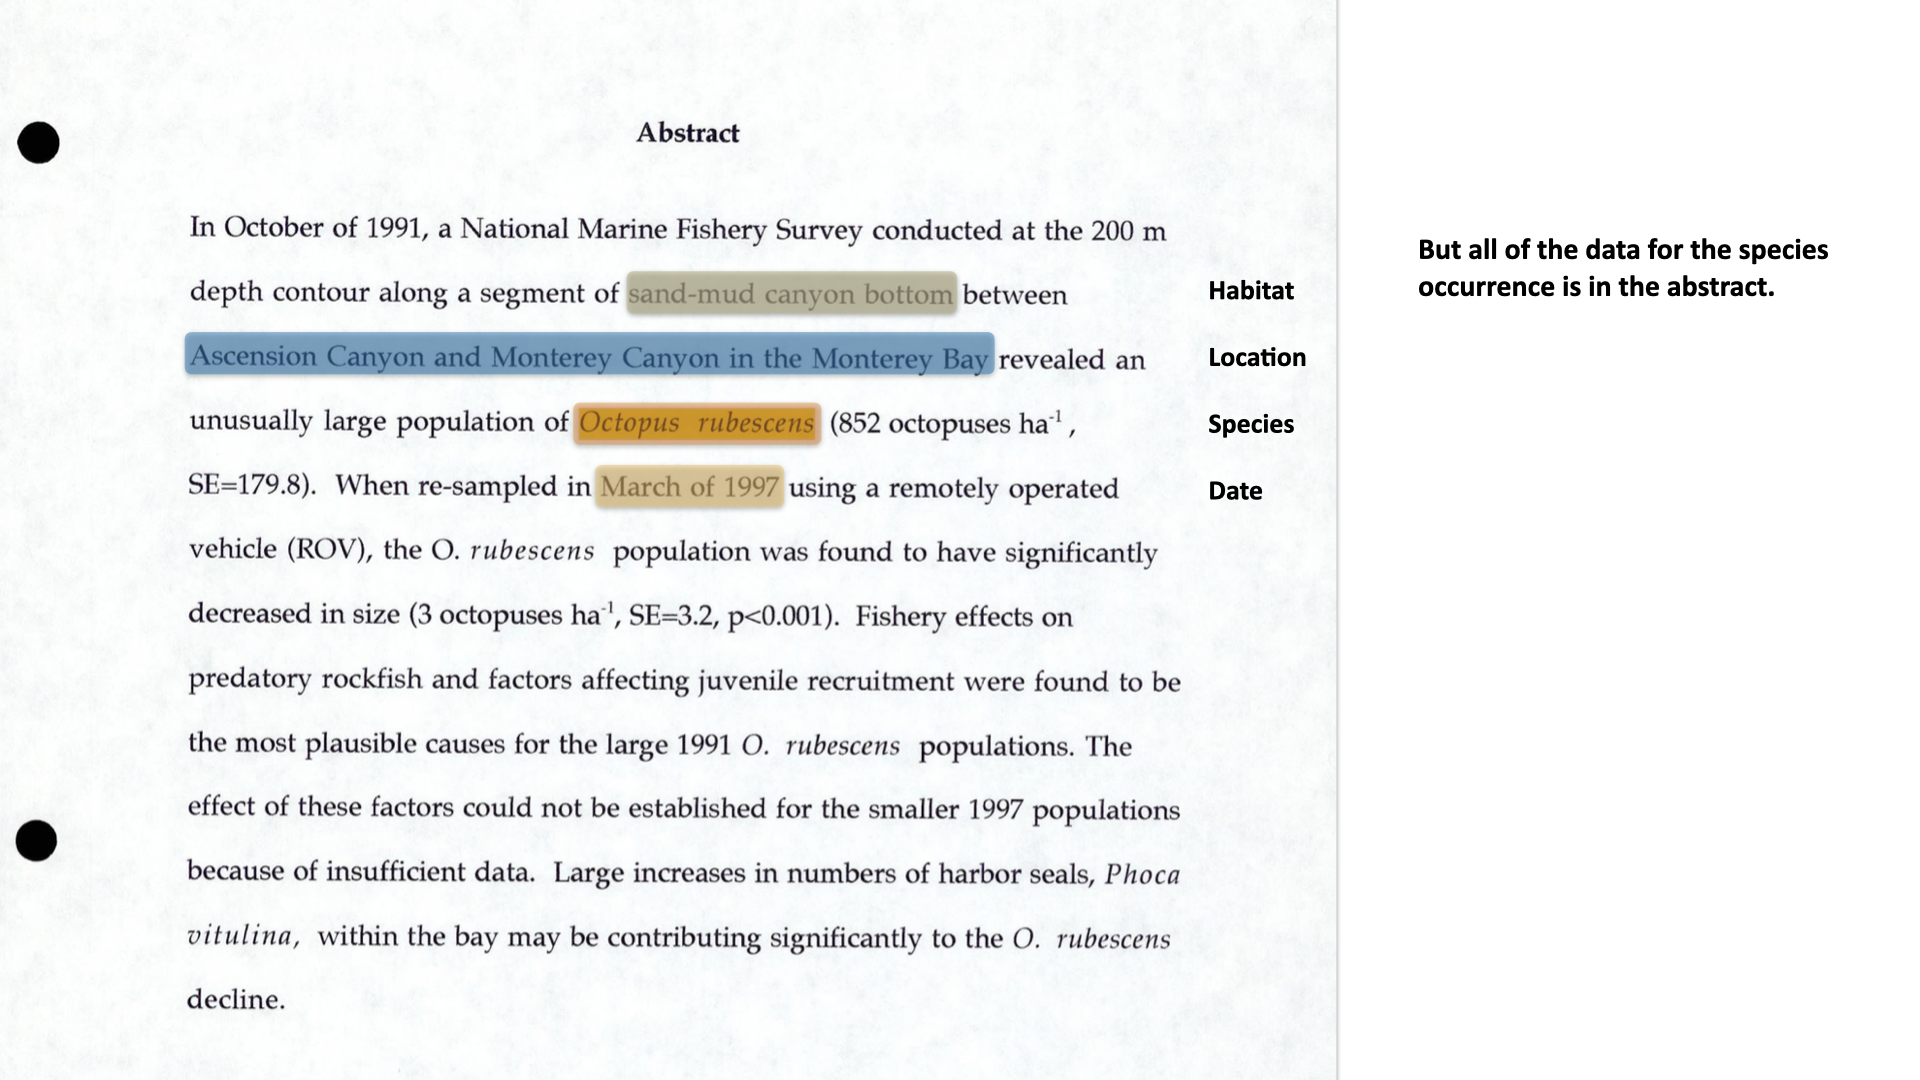 Abstract
In October of 1991, a National Marine Fishery Survey conducted at the 200 m
depth contour along a segment of sand-mud canyon bottom between
Habitat
Ascension Canyon and Monterey Canyon in the Monterey Bay revealed an
Location
unusually large population of Octopus rubescens (852 octopuses ha⁻¹ ,
Species
SE=179.8). When re-sampled in March of 1997 using a remotely operated
Date
vehicle (ROV), the O. rubescens population was found to have significantly
decreased in size (3 octopuses ha⁻¹, SE=3.2, p<0.001). Fishery effects on
predatory rockfish and factors affecting juvenile recruitment were found to be
the most plausible causes for the large 1991 O. rubescens populations. The
effect of these factors could not be established for the smaller 1997 populations
because of insufficient data. Large increases in numbers of harbor seals, Phoca
vitulina, within the bay may be contributing significantly to the O. rubescens
decline.
But all of the data for the species
occurrence is in the abstract.